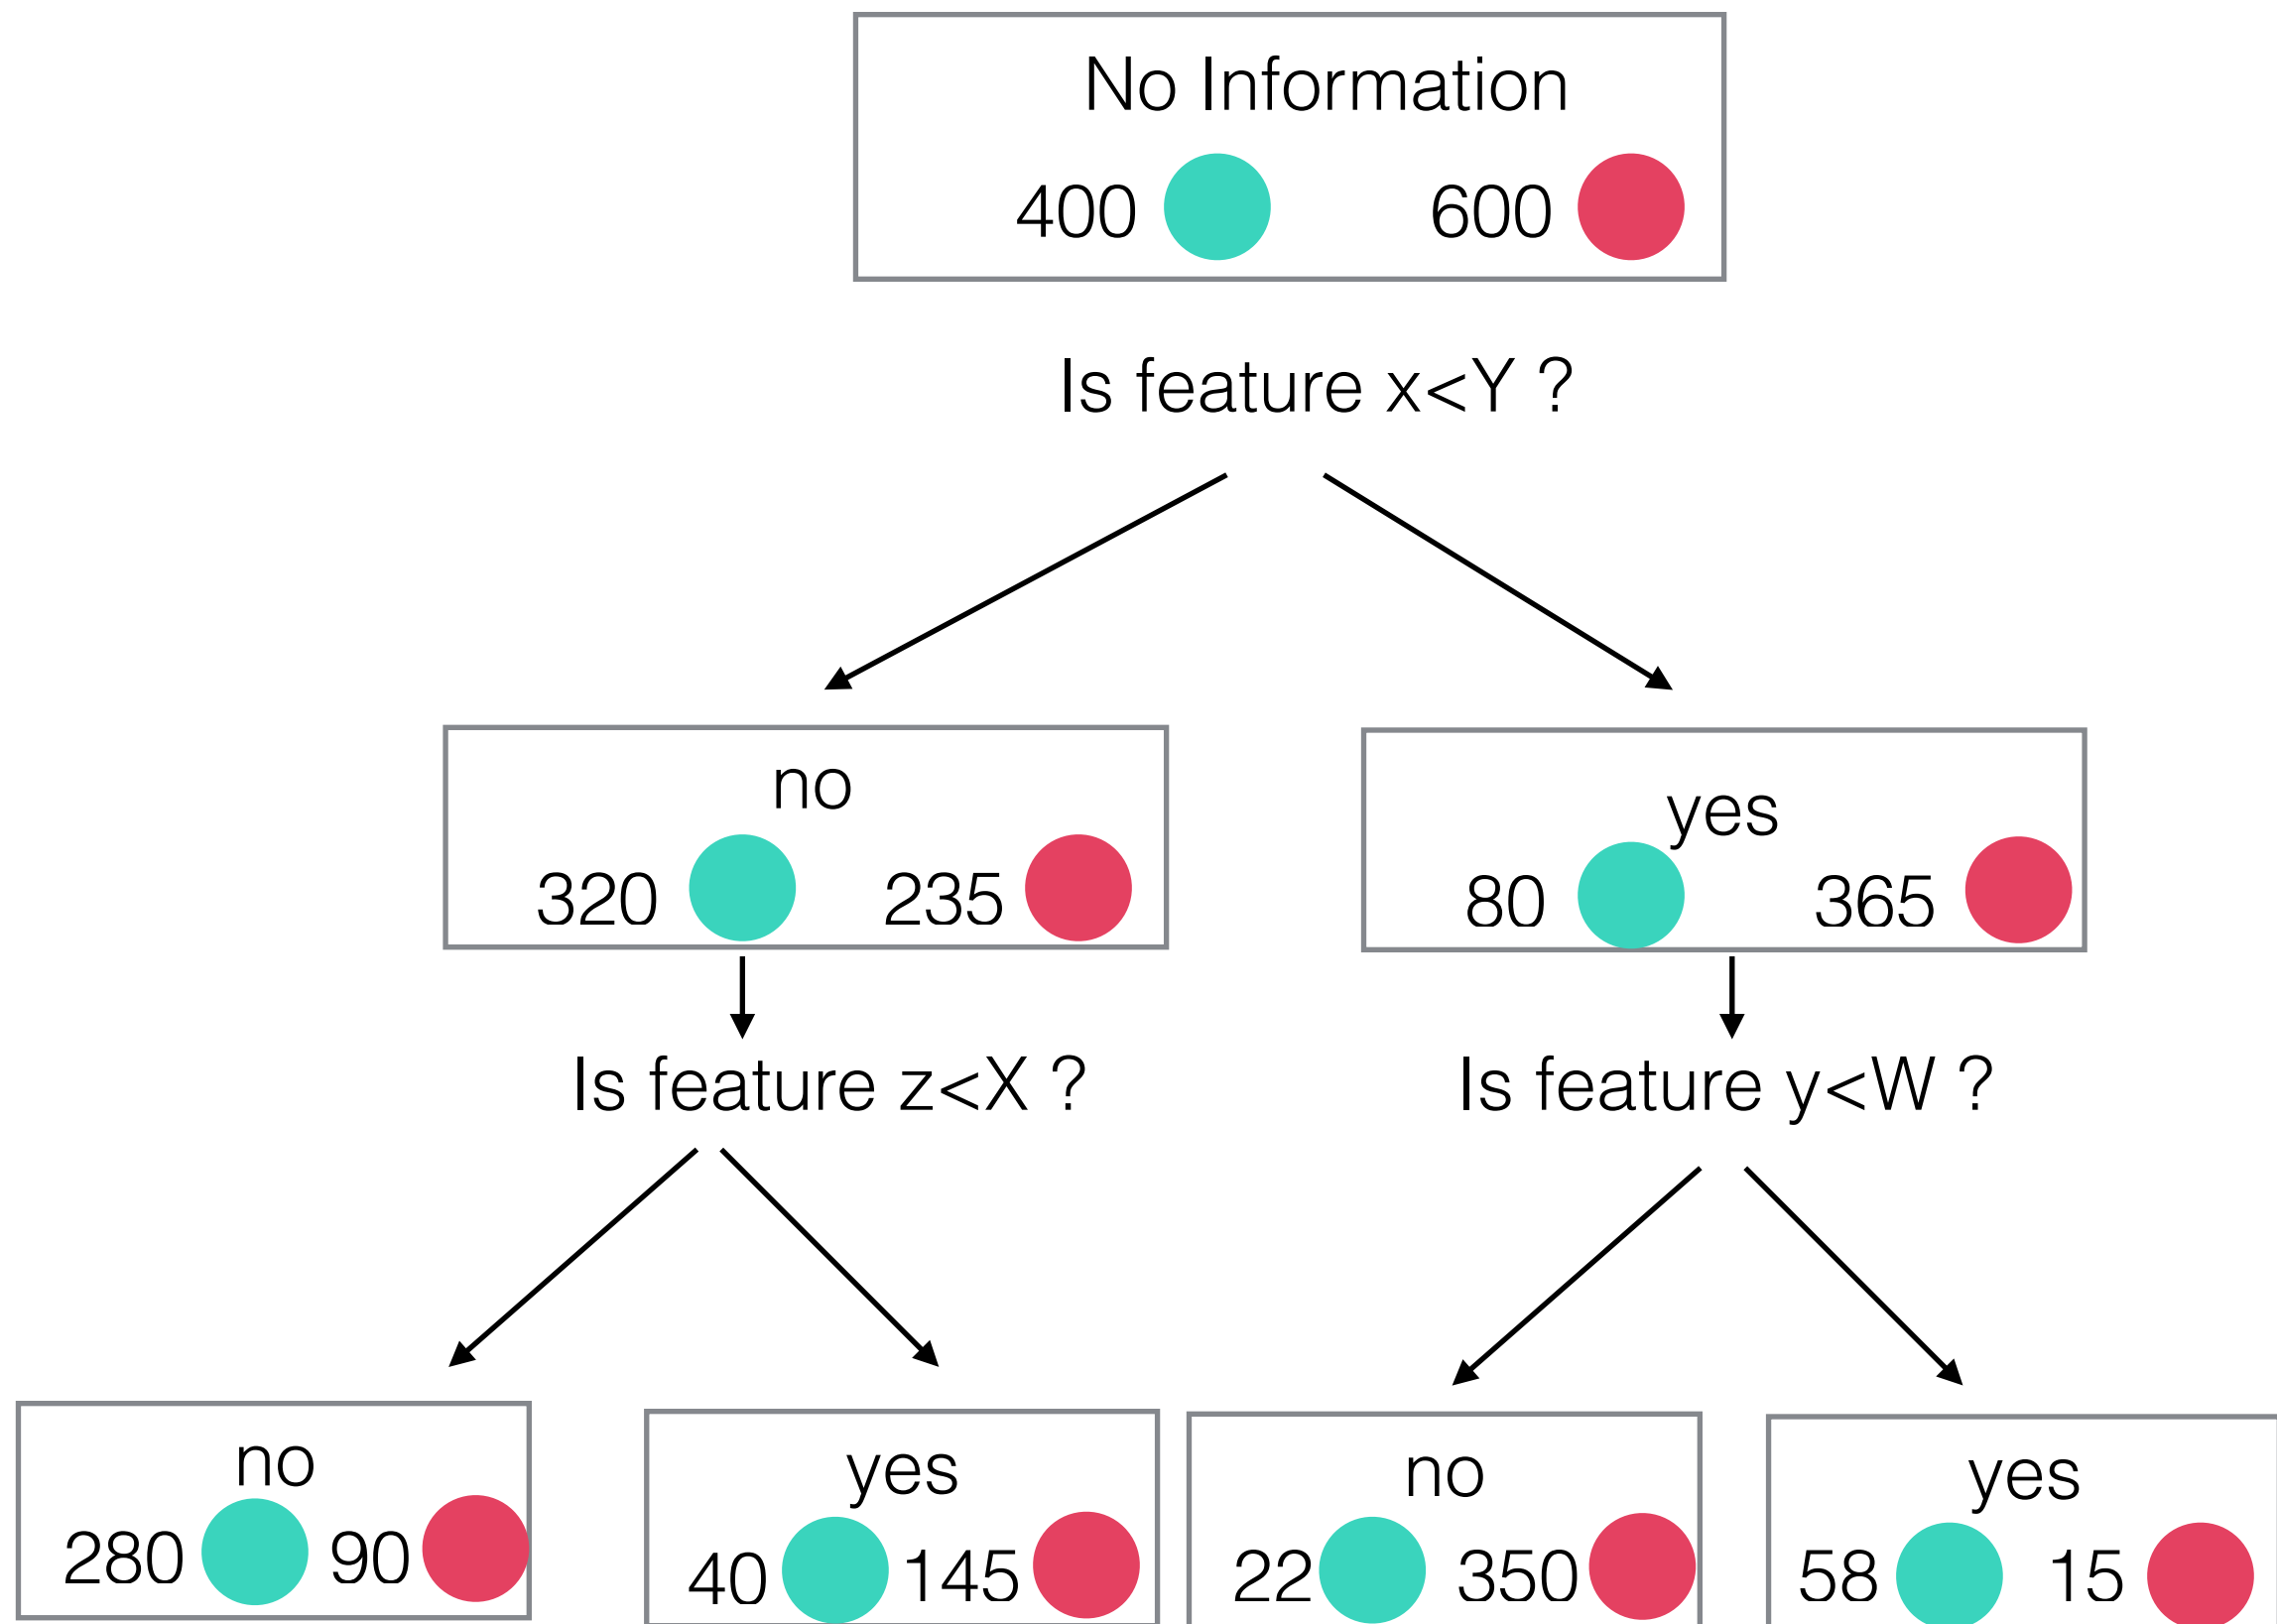 No Information
400 600
Is feature x<Y ?
no
320 235
yes
80 365
Is feature z<X ?
Is feature y<W ?
no
280 90
yes
40 145
no
22 350
yes
58 15